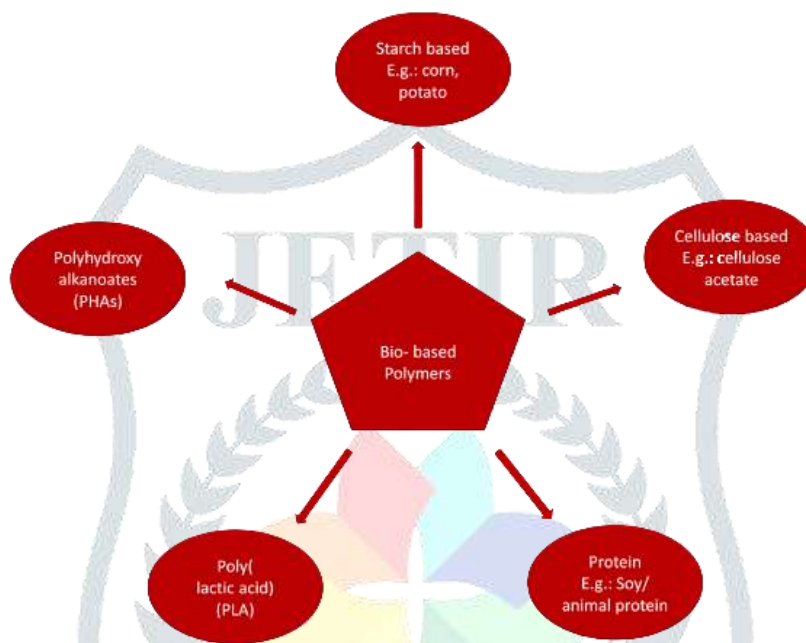 Starch based
E.g.: corn,
potato
JETIR
Polyhydroxy
alkanoates
(PHAs)
Cellulose based
E.g.: cellulose
acetate
Bio- based
Polymers
Poly(
lactic acid)
(PLA)
Protein
E.g.: Soy/
animal protein